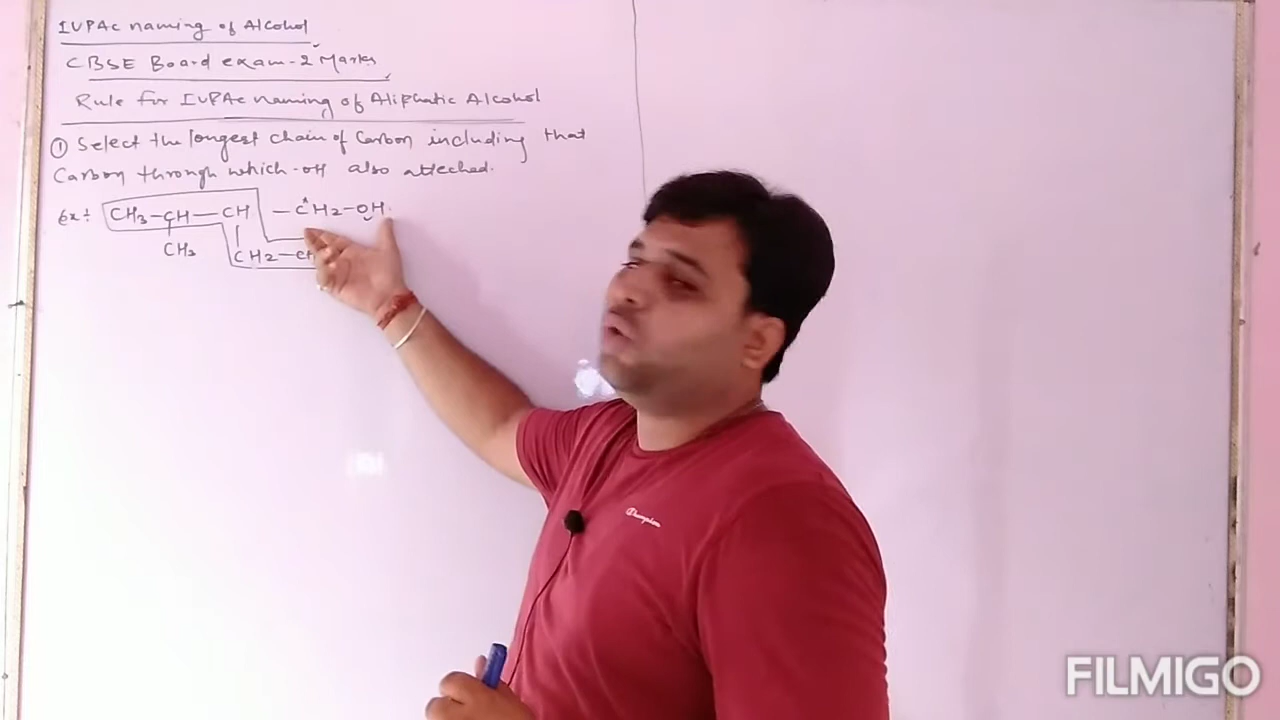 IUPAC naming of Alcohol
CBSE Board exam-2 Marks
Rule for IUPAC naming of Aliphatic Alcohol
① Select the longest chain of Carbon including that
Carbon through which -OH also atteched.
Ex÷ CH3-CH-CH-CH2-OH
CH3 CH2-CH
Champion
FILMIGO